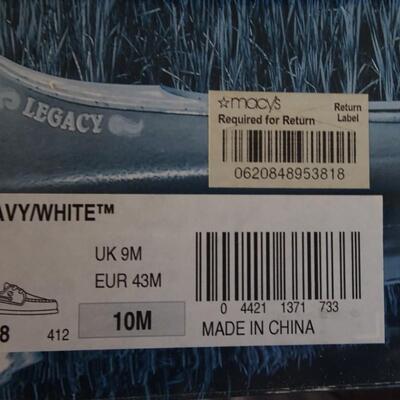 LEGACY
☆macy's
Return
Required for Return
Label
0620848953818
AVY/WHITE™
UK 9M
EUR 43M
8
412
10M
0 4421 1371 733
MADE IN CHINA